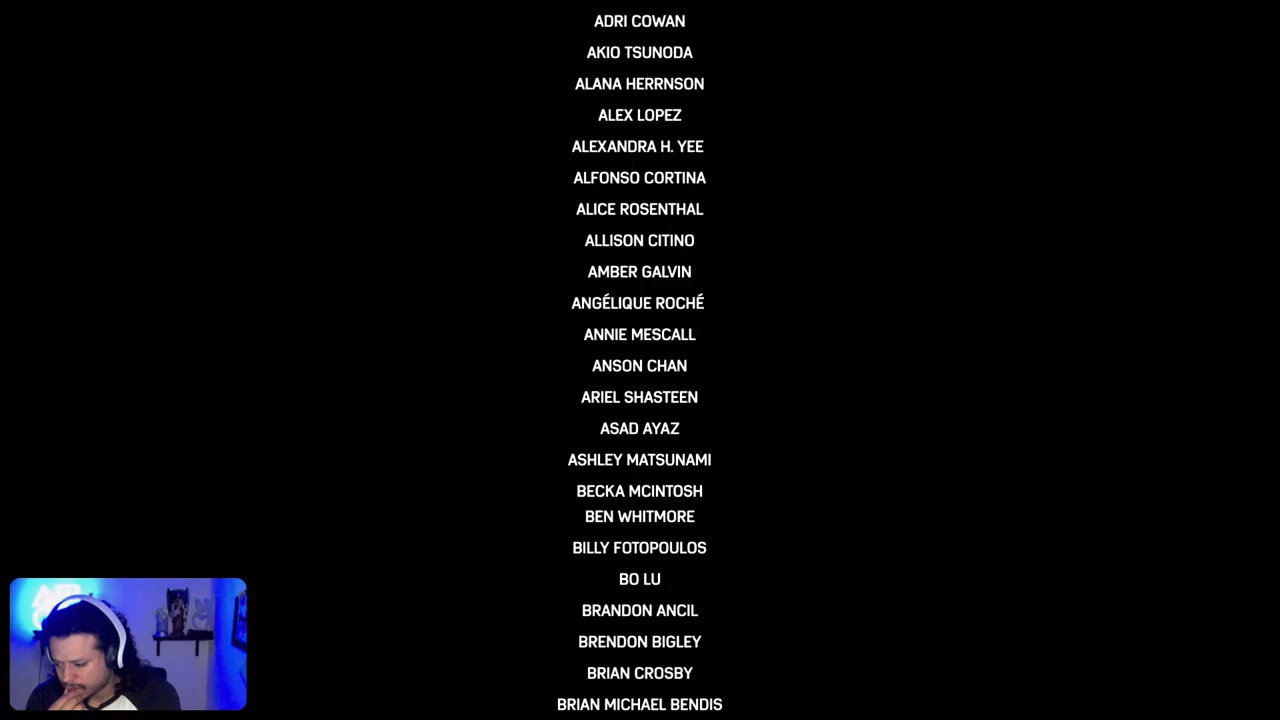 ADRI COWAN
AKIO TSUNODA
ALANA HERRNSON
ALEX LOPEZ
ALEXANDRA H. YEE
ALFONSO CORTINA
ALICE ROSENTHAL
ALLISON CITINO
AMBER GALVIN
ANGÉLIQUE ROCHÉ
ANNIE MESCALL
ANSON CHAN
ARIEL SHASTEEN
ASAD AYAZ
ASHLEY MATSUNAMI
BECKA MCINTOSH
BEN WHITMORE
BILLY FOTOPOULOS
BO LU
BRANDON ANCIL
BRENDON BIGLEY
BRIAN CROSBY
BRIAN MICHAEL BENDIS